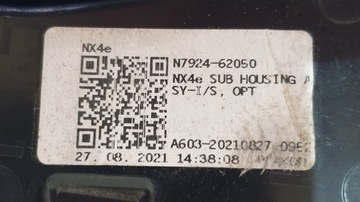 NX4e
N7924-62050
NX4e SUB HOUSING A
SY-I/S, OPT
A603-20210827
27. 08. 2021 14:38:08